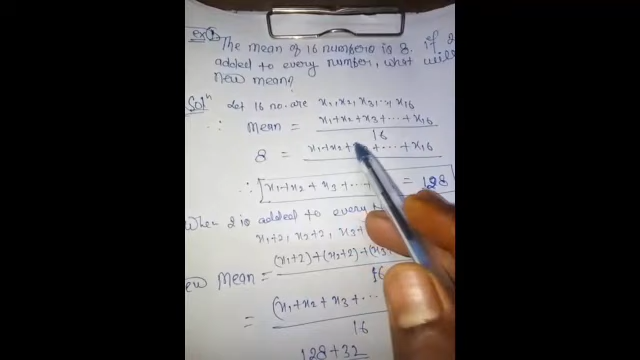 ex 1
The mean of 16 numbers is 8. if 2
added to every number, what will
new mean?
Solⁿ Let 16 no. are x₁, x₂, x₃, ..., x₁₆
∴ Mean = x₁+x₂+x₃+...+x₁₆
16
8 = x₁+x₂+ +...+x₁₆
∴ x₁+x₂+x₃+...+ = 128
When 2 is added to every
x₁+2, x₂+2, x₃+
ew Mean = (x₁+2)+(x₂+2)+(x₃
16
= (x₁+x₂+x₃+...
16
128+32